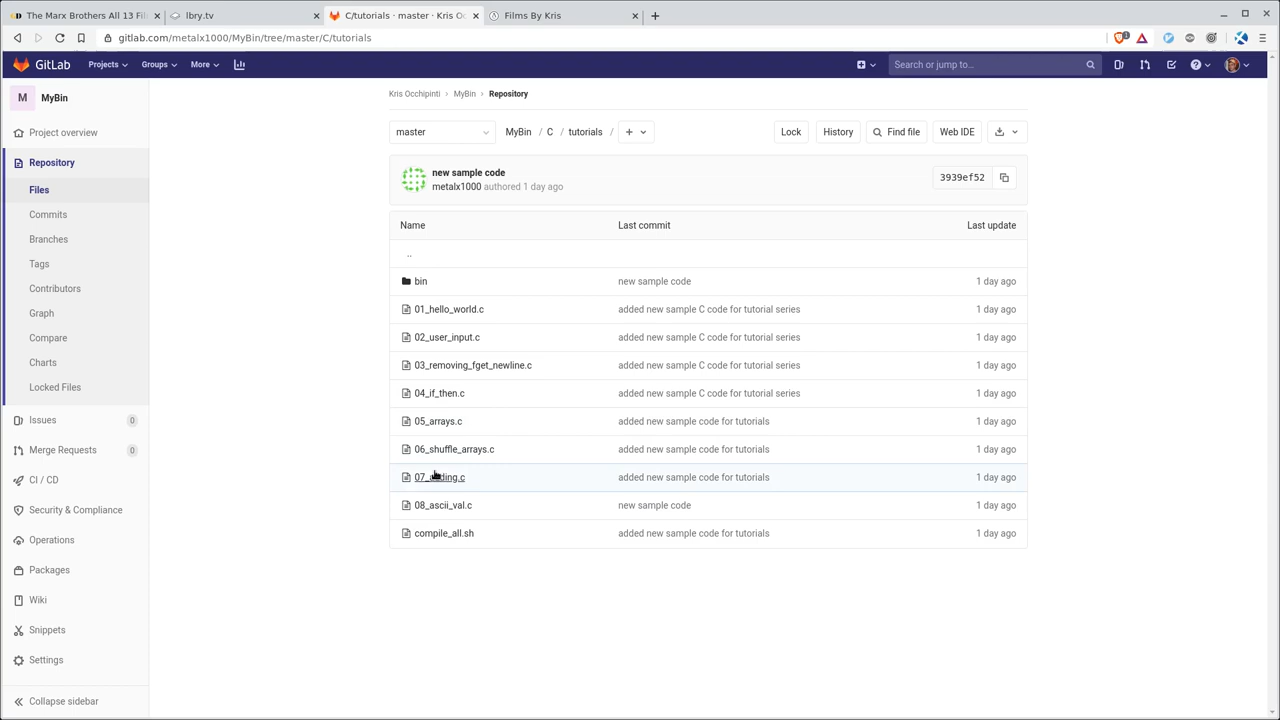 The Marx Brothers All 13 Fil
lbry.tv
C/tutorials · master · Kris Oc
Films By Kris
gitlab.com/metalx1000/MyBin/tree/master/C/tutorials
GitLab
Projects
Groups
More
Search or jump to...
M
MyBin
Project overview
Repository
Files
Commits
Branches
Tags
Contributors
Graph
Compare
Charts
Locked Files
Issues
0
Merge Requests
0
CI / CD
Security & Compliance
Operations
Packages
Wiki
Snippets
Settings
Collapse sidebar
Kris Occhipinti > MyBin > Repository
master
MyBin / C / tutorials / +
Lock
History
Find file
Web IDE
new sample code
metalx1000 authored 1 day ago
3939ef52
Name Last commit Last update
..
bin new sample code 1 day ago
01_hello_world.c added new sample C code for tutorial series 1 day ago
02_user_input.c added new sample C code for tutorial series 1 day ago
03_removing_fget_newline.c added new sample C code for tutorial series 1 day ago
04_if_then.c added new sample C code for tutorial series 1 day ago
05_arrays.c added new sample code for tutorials 1 day ago
06_shuffle_arrays.c added new sample code for tutorials 1 day ago
added new sample code for tutorials 1 day ago
08_ascii_val.c new sample code 1 day ago
compile_all.sh added new sample code for tutorials 1 day ago